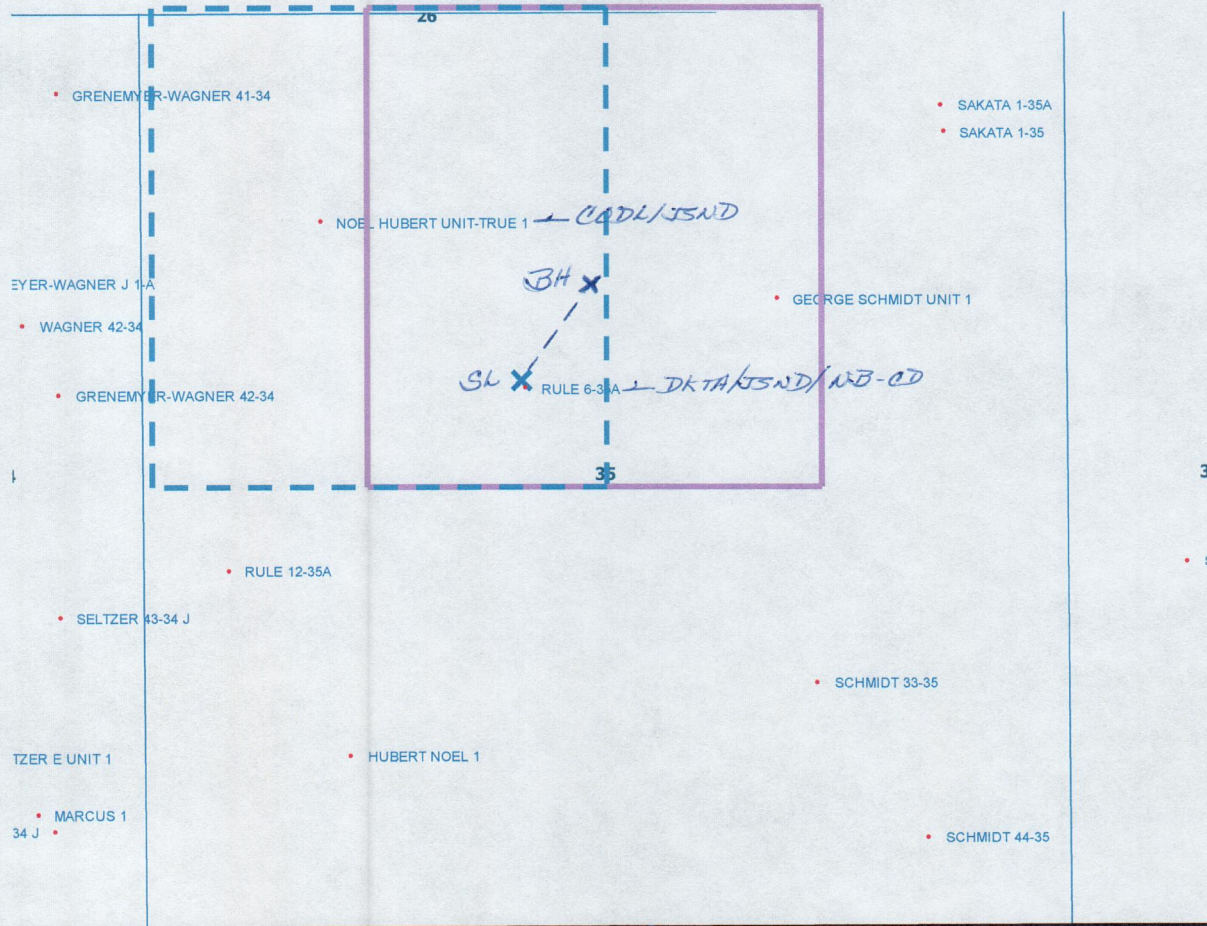 26
GRENEMYER-WAGNER 41-34
SAKATA 1-35A
SAKATA 1-35
NOEL HUBERT UNIT-TRUE 1 — CODL/JSND
EYER-WAGNER J 1-A
BH
GEORGE SCHMIDT UNIT 1
WAGNER 42-34
SL
RULE 6-35A — DKTA/JSND/NB-CD
GRENEMYER-WAGNER 42-34
35
3
RULE 12-35A
SELTZER 43-34 J
SCHMIDT 33-35
TZER E UNIT 1
HUBERT NOEL 1
MARCUS 1
34 J
SCHMIDT 44-35